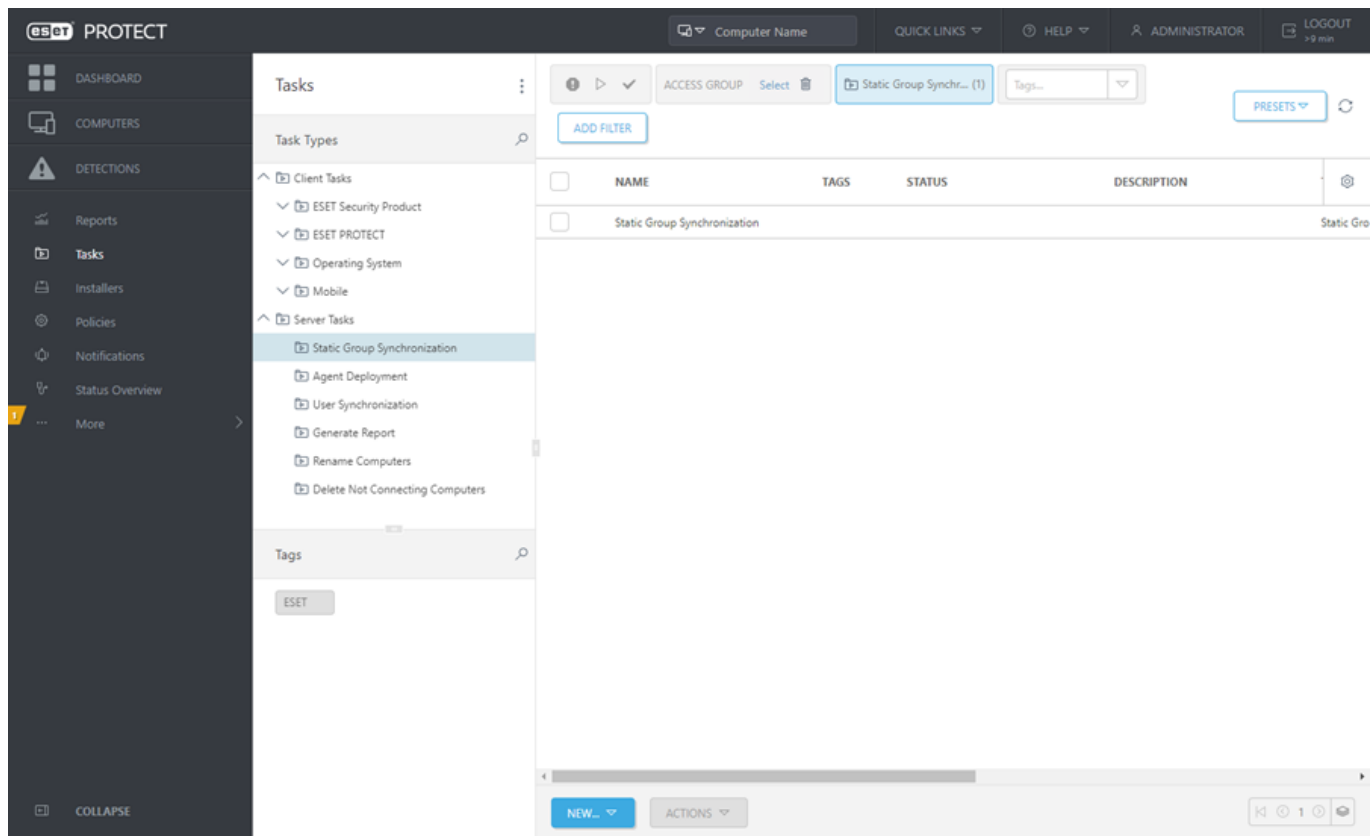 eset PROTECT
Computer Name
QUICK LINKS
HELP
ADMINISTRATOR
LOGOUT
>9 min
DASHBOARD
COMPUTERS
DETECTIONS
Reports
Tasks
Installers
Policies
Notifications
Status Overview
1
More
COLLAPSE
Tasks
Task Types
Client Tasks
ESET Security Product
ESET PROTECT
Operating System
Mobile
Server Tasks
Static Group Synchronization
Agent Deployment
User Synchronization
Generate Report
Rename Computers
Delete Not Connecting Computers
Tags
ESET
ACCESS GROUP Select
Static Group Synchr... (1)
Tags...
PRESETS
ADD FILTER
NAME TAGS STATUS DESCRIPTION
Static Group Synchronization Static Gro
NEW...
ACTIONS
1